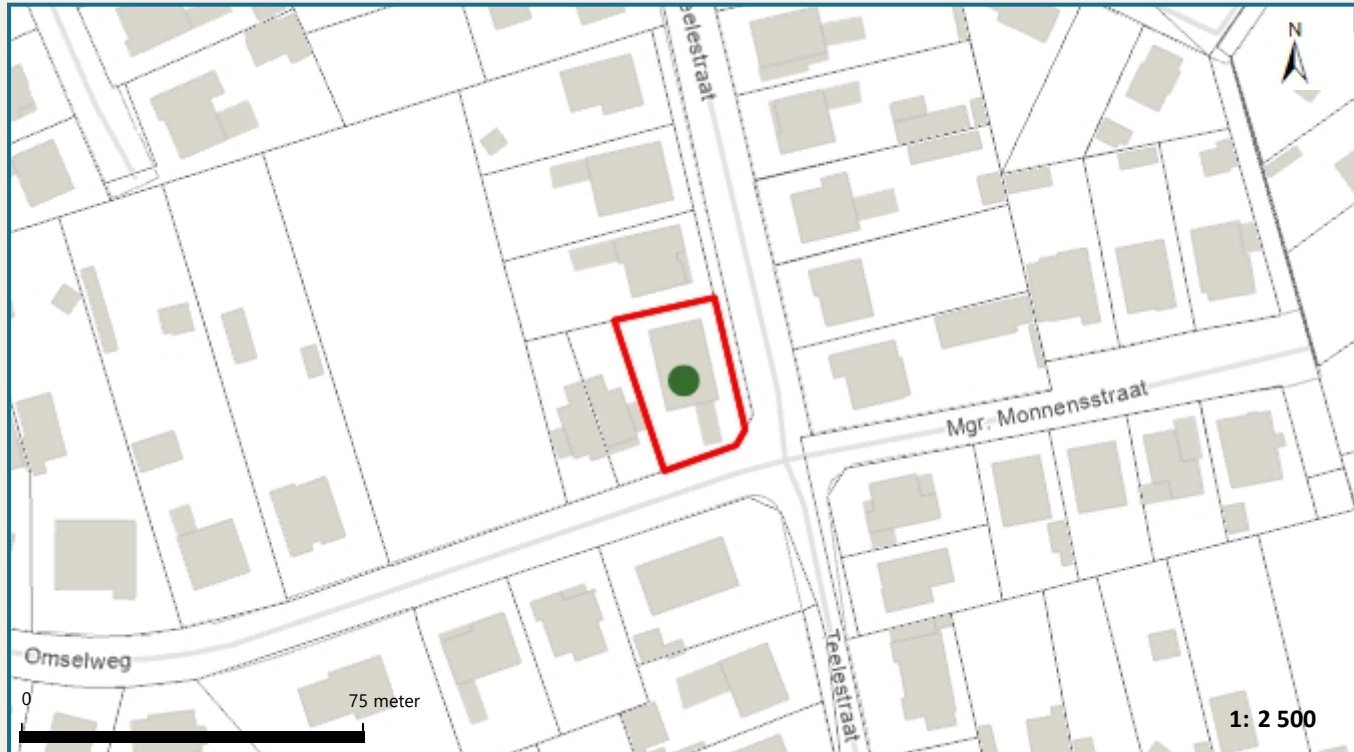 eelestraat
N
Mgr. Monnensstraat
Omselweg
Teelestraat
0
75 meter
1: 2 500